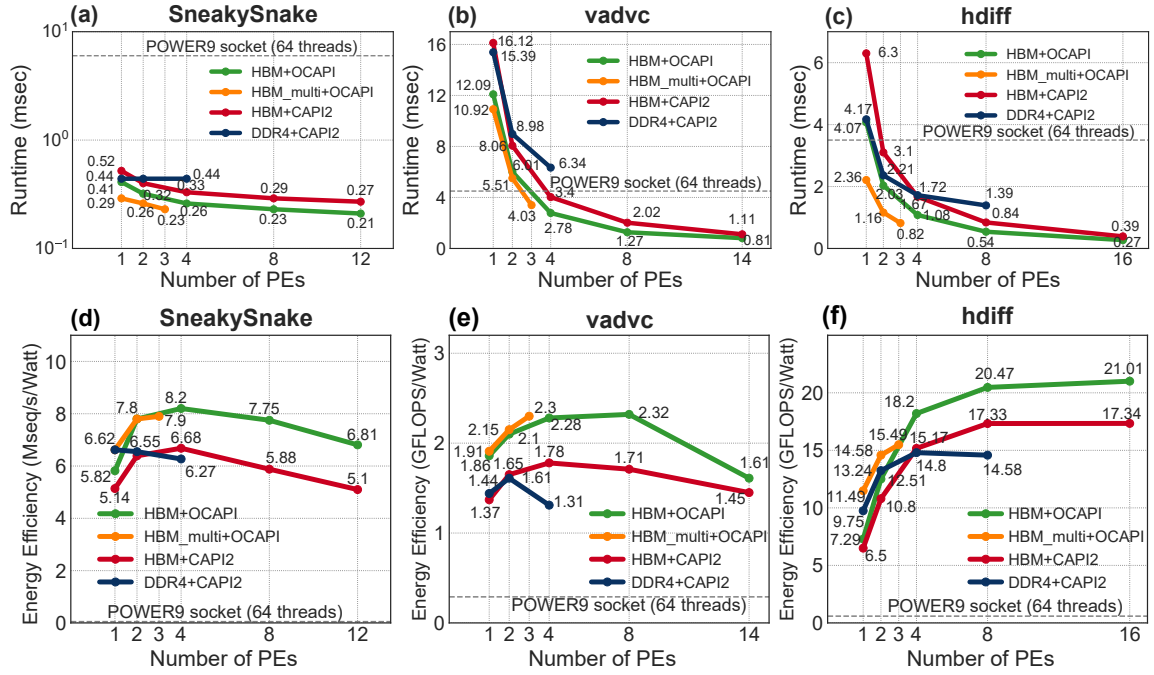 (a) SneakySnake
10¹
POWER9 socket (64 threads)
HBM+OCAPI
HBM_multi+OCAPI
HBM+CAPI2
DDR4+CAPI2
10⁰
0.52
0.44
0.41
0.29
0.32
0.26
0.44
0.33
0.26
0.23
0.29
0.23
0.27
0.21
10⁻¹
Runtime (msec)
1 2 3 4 8 12
Number of PEs
(b) vadvc
16
12
8
4
0
16.12
15.39
12.09
10.92
8.98
8.06
6.01
5.51
4.03
6.34
3.4
2.78
2.02
1.27
1.11
0.81
HBM+OCAPI
HBM_multi+OCAPI
HBM+CAPI2
DDR4+CAPI2
POWER9 socket (64 threads)
Runtime (msec)
1 2 3 4 8 14
Number of PEs
(c) hdiff
6
4
2
0
6.3
4.17
4.07
2.36
3.1
2.21
2.03
1.16
0.82
1.72
1.67
1.08
1.39
0.84
0.54
0.39
0.27
HBM+OCAPI
HBM_multi+OCAPI
HBM+CAPI2
DDR4+CAPI2
POWER9 socket (64 threads)
Runtime (msec)
1 2 3 4 8 16
Number of PEs
(d) SneakySnake
10
8
6
4
2
0
6.62
5.82
5.14
7.8
6.55
7.9
8.2
6.68
6.27
7.75
5.88
6.81
5.1
HBM+OCAPI
HBM_multi+OCAPI
HBM+CAPI2
DDR4+CAPI2
POWER9 socket (64 threads)
Energy Efficiency (Mseq/s/Watt)
1 2 3 4 8 12
Number of PEs
(e) vadvc
3
2
1
0
1.91
1.86
1.44
1.37
2.15
2.1
1.65
1.61
2.3
2.28
1.78
1.31
2.32
1.71
1.61
1.45
HBM+OCAPI
HBM_multi+OCAPI
HBM+CAPI2
DDR4+CAPI2
POWER9 socket (64 threads)
Energy Efficiency (GFLOPS/Watt)
1 2 3 4 8 14
Number of PEs
(f) hdiff
20
15
10
5
0
14.58
13.24
11.49
9.75
7.29
6.5
15.49
12.51
10.8
18.2
15.17
14.8
20.47
17.33
14.58
21.01
17.34
HBM+OCAPI
HBM_multi+OCAPI
HBM+CAPI2
DDR4+CAPI2
POWER9 socket (64 threads)
Energy Efficiency (GFLOPS/Watt)
1 2 3 4 8 16
Number of PEs